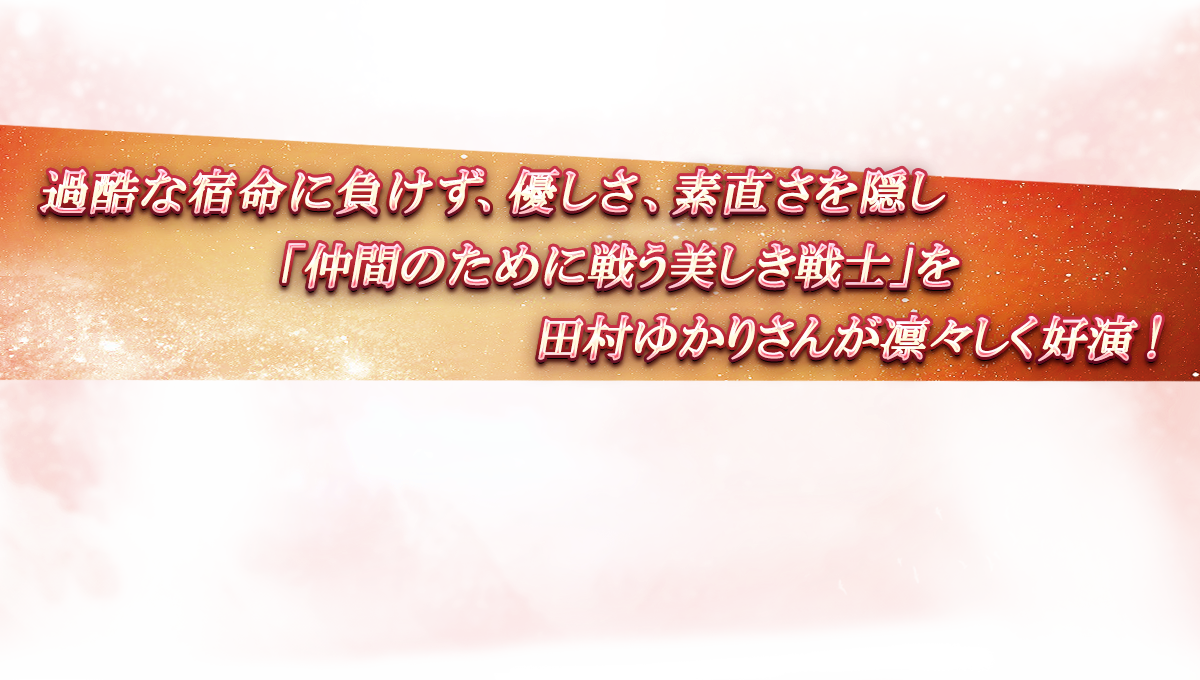 過酷な宿命に負けず、優しさ、素直さを隠し
「仲間のために戦う美しき戦士」を
田村ゆかりさんが凛々しく好演！